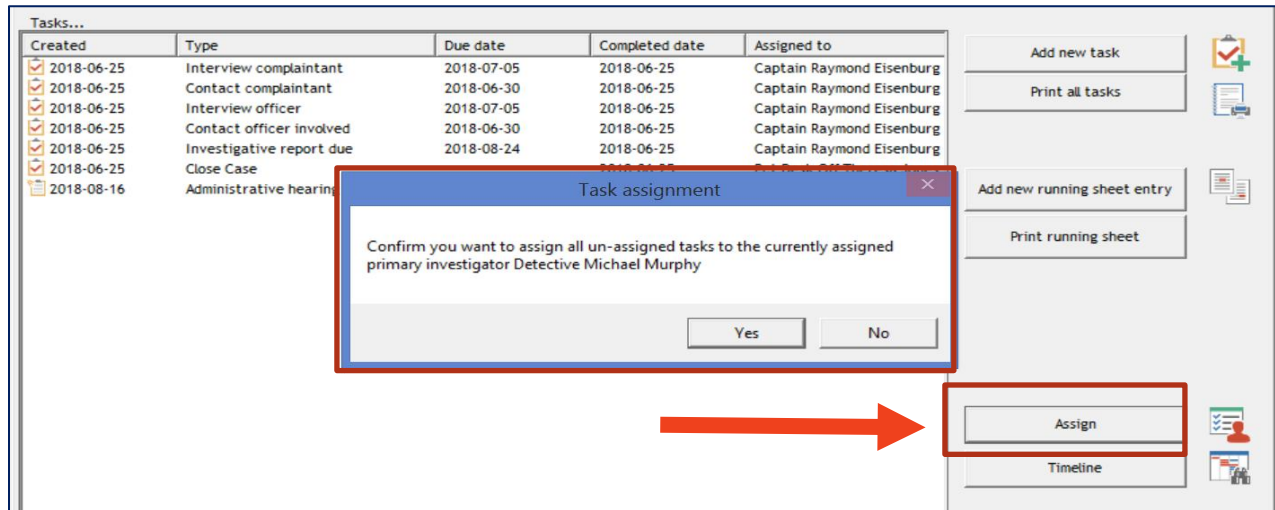 Tasks...
Created Type Due date Completed date Assigned to
2018-06-25 Interview complaintant 2018-07-05 2018-06-25 Captain Raymond Eisenburg
2018-06-25 Contact complaintant 2018-06-30 2018-06-25 Captain Raymond Eisenburg
2018-06-25 Interview officer 2018-07-05 2018-06-25 Captain Raymond Eisenburg
2018-06-25 Contact officer involved 2018-06-30 2018-06-25 Captain Raymond Eisenburg
2018-06-25 Investigative report due 2018-08-24 2018-06-25 Captain Raymond Eisenburg
2018-06-25 Close Case
2018-08-16 Administrative hearing
Task assignment
Confirm you want to assign all un-assigned tasks to the currently assigned
primary investigator Detective Michael Murphy
Yes No
Add new task
Print all tasks
Add new running sheet entry
Print running sheet
Assign
Timeline